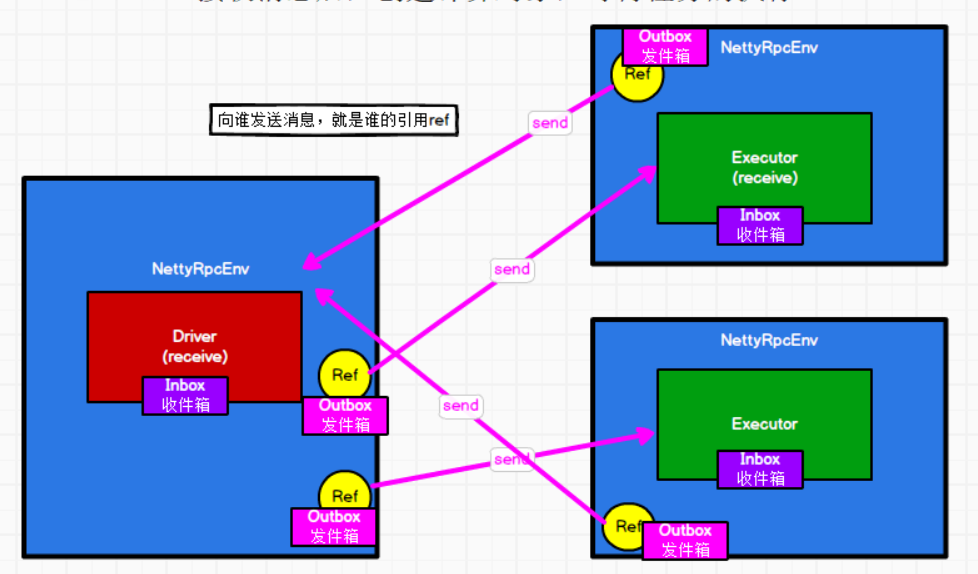 Outbox
发件箱
NettyRpcEnv
Ref
向谁发送消息，就是谁的引用ref
send
Executor
(receive)
Inbox
收件箱
NettyRpcEnv
send
Driver
(receive)
Inbox
收件箱
Ref
Outbox
发件箱
send
send
Ref
Outbox
发件箱
NettyRpcEnv
Executor
Inbox
收件箱
Ref
Outbox
发件箱